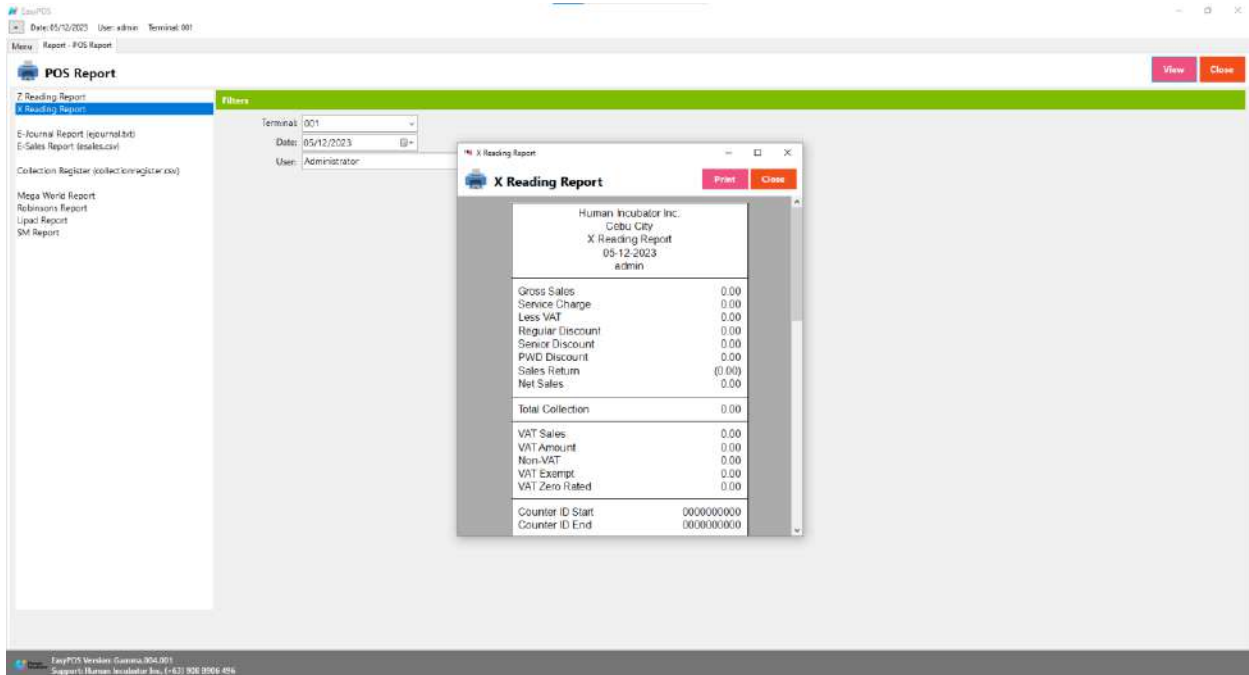 EasyPOS
Date: 05/12/2023 User: admin Terminal: 001
Menu Report - POS Report
POS Report
View Close
Z Reading Report
X Reading Report
E-Journal Report (ejournal.txt)
E-Sales Report (esales.csv)
Collection Register (collectionregister.csv)
Mega World Report
Robinsons Report
Lipad Report
SM Report
Filters
Terminal: 001
Date: 05/12/2023
User: Administrator
X Reading Report
X Reading Report
Print Close
Human Incubator Inc.
Cebu City
X Reading Report
05-12-2023
admin
Gross Sales 0.00
Service Charge 0.00
Less VAT 0.00
Regular Discount 0.00
Senior Discount 0.00
PWD Discount 0.00
Sales Return (0.00)
Net Sales 0.00
Total Collection 0.00
VAT Sales 0.00
VAT Amount 0.00
Non-VAT 0.00
VAT Exempt 0.00
VAT Zero Rated 0.00
Counter ID Start 0000000000
Counter ID End 0000000000
EasyPOS Version: Gamma.004.001
Support: Human Incubator Inc. (+63) 908 8906 496